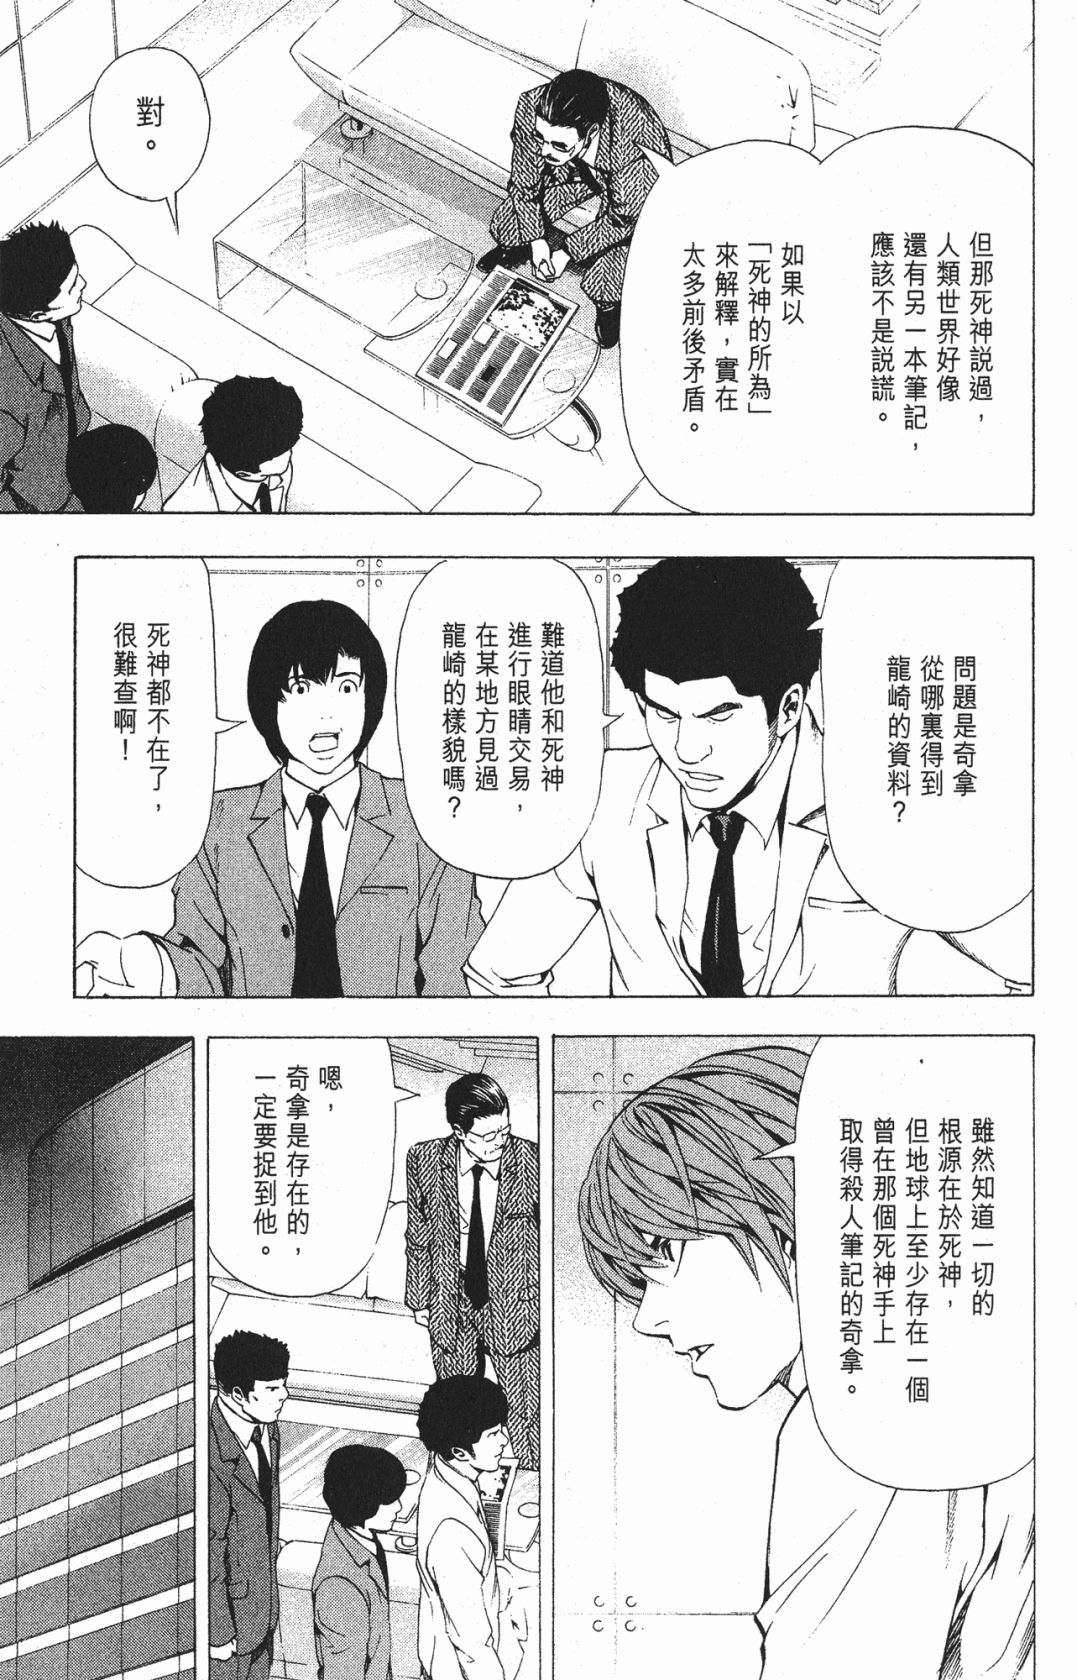 但那死神説過，
人類世界好像
還有另一本筆記，
應該不是説謊。
如果以
「死神的所為」
來解釋，實在
太多前後矛盾。
對。
問題是奇拿
從哪裏得到
龍崎的資料？
難道他和死神
進行眼睛交易，
在某地方見過
龍崎的樣貌嗎？
死神都不在了，
很難查啊！
雖然知道一切的
根源在於死神，
但地球上至少存在一個
曾在那個死神手上
取得殺人筆記的奇拿。
嗯，
奇拿是存在的，
一定要捉到他。